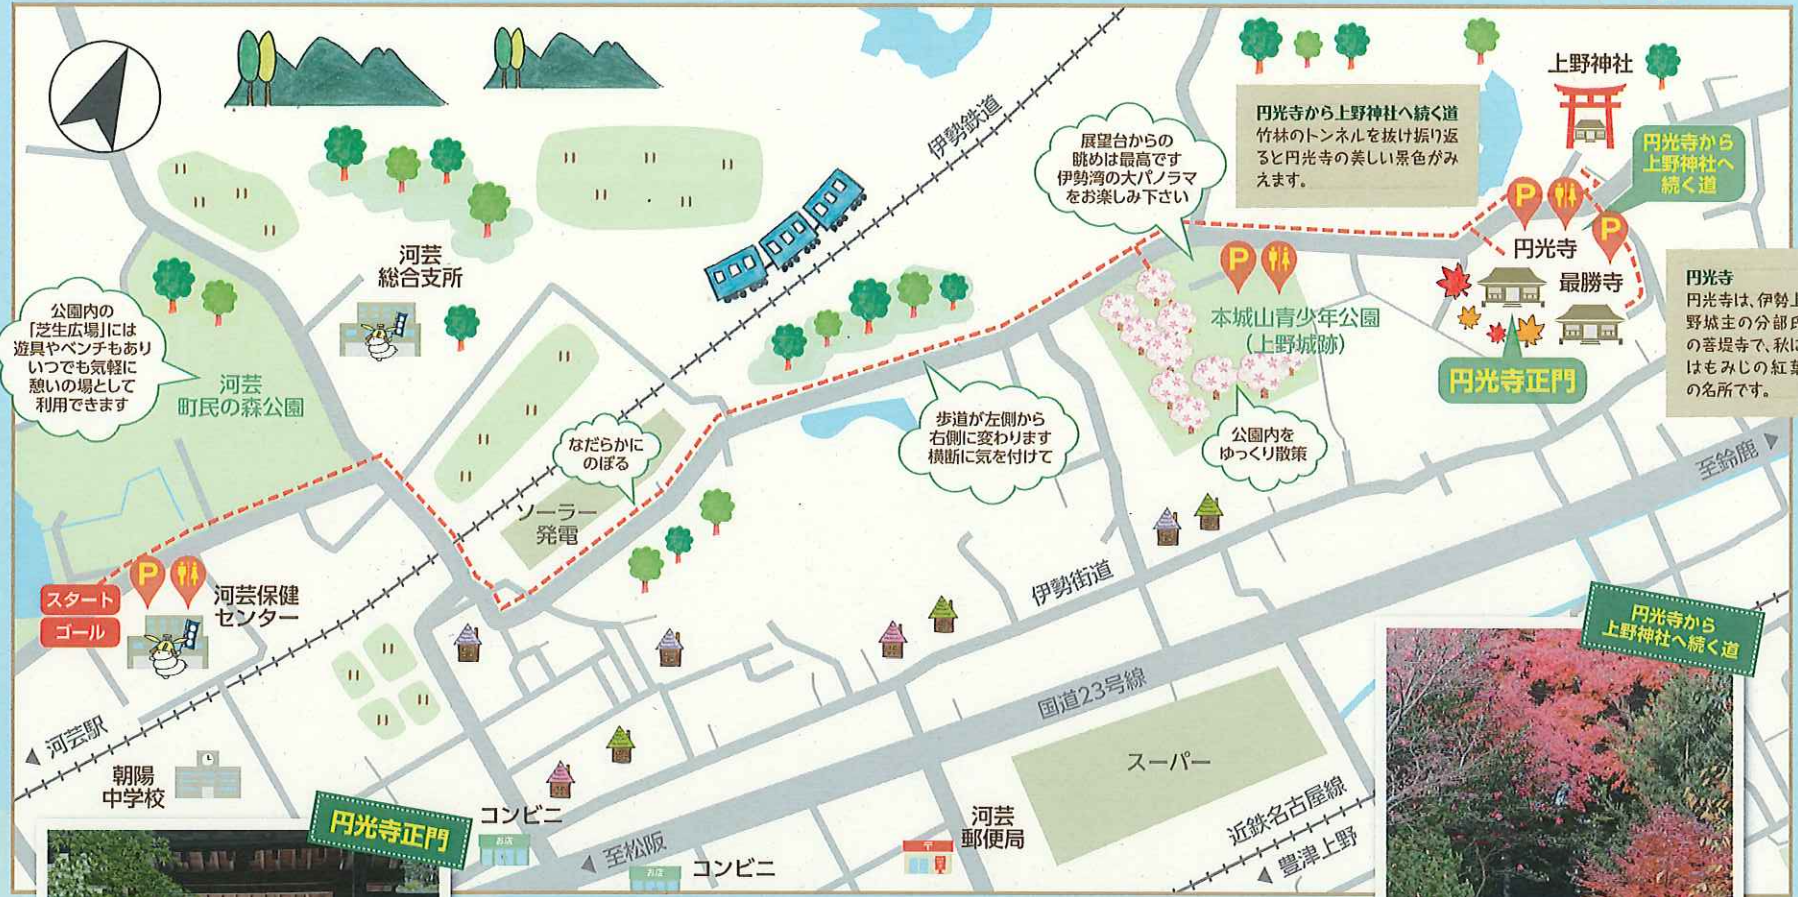 上野神社
円光寺から上野神社へ続く道
竹林のトンネルを抜け振り返
ると円光寺の美しい景色がみ
えます。
伊勢鉄道
展望台からの
眺めは最高です
伊勢湾の大パノラマ
をお楽しみ下さい
円光寺から
上野神社へ
続く道
P
P
円光寺
最勝寺
円光寺正門
円光寺
円光寺は、伊勢上
野城主の分部氏
の菩提寺で、秋に
はもみじの紅葉
の名所です。
河芸
総合支所
公園内の
「芝生広場」には
遊具やベンチもあり
いつでも気軽に
憩いの場として
利用できます
河芸
町民の森公園
P
本城山青少年公園
(上野城跡)
公園内を
ゆっくり散策
歩道が左側から
右側に変わります
横断に気を付けて
なだらかに
のぼる
ソーラー
発電
至鈴鹿
伊勢街道
スタート
ゴール
P
河芸保健
センター
国道23号線
スーパー
円光寺から
上野神社へ続く道
河芸駅
朝陽
中学校
円光寺正門
コンビニ
お店
至松阪
お店
コンビニ
〒
河芸
郵便局
近鉄名古屋線
豊津上野